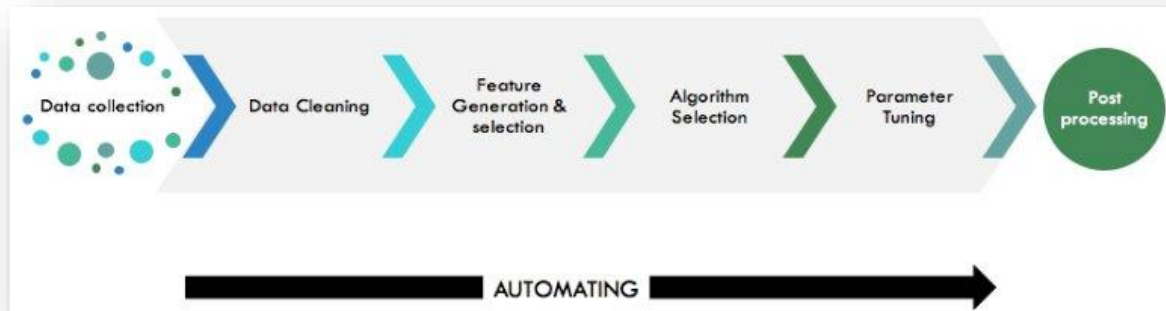 Data collection
Data Cleaning
Feature
Generation &
selection
Algorithm
Selection
Parameter
Tuning
Post
processing
AUTOMATING